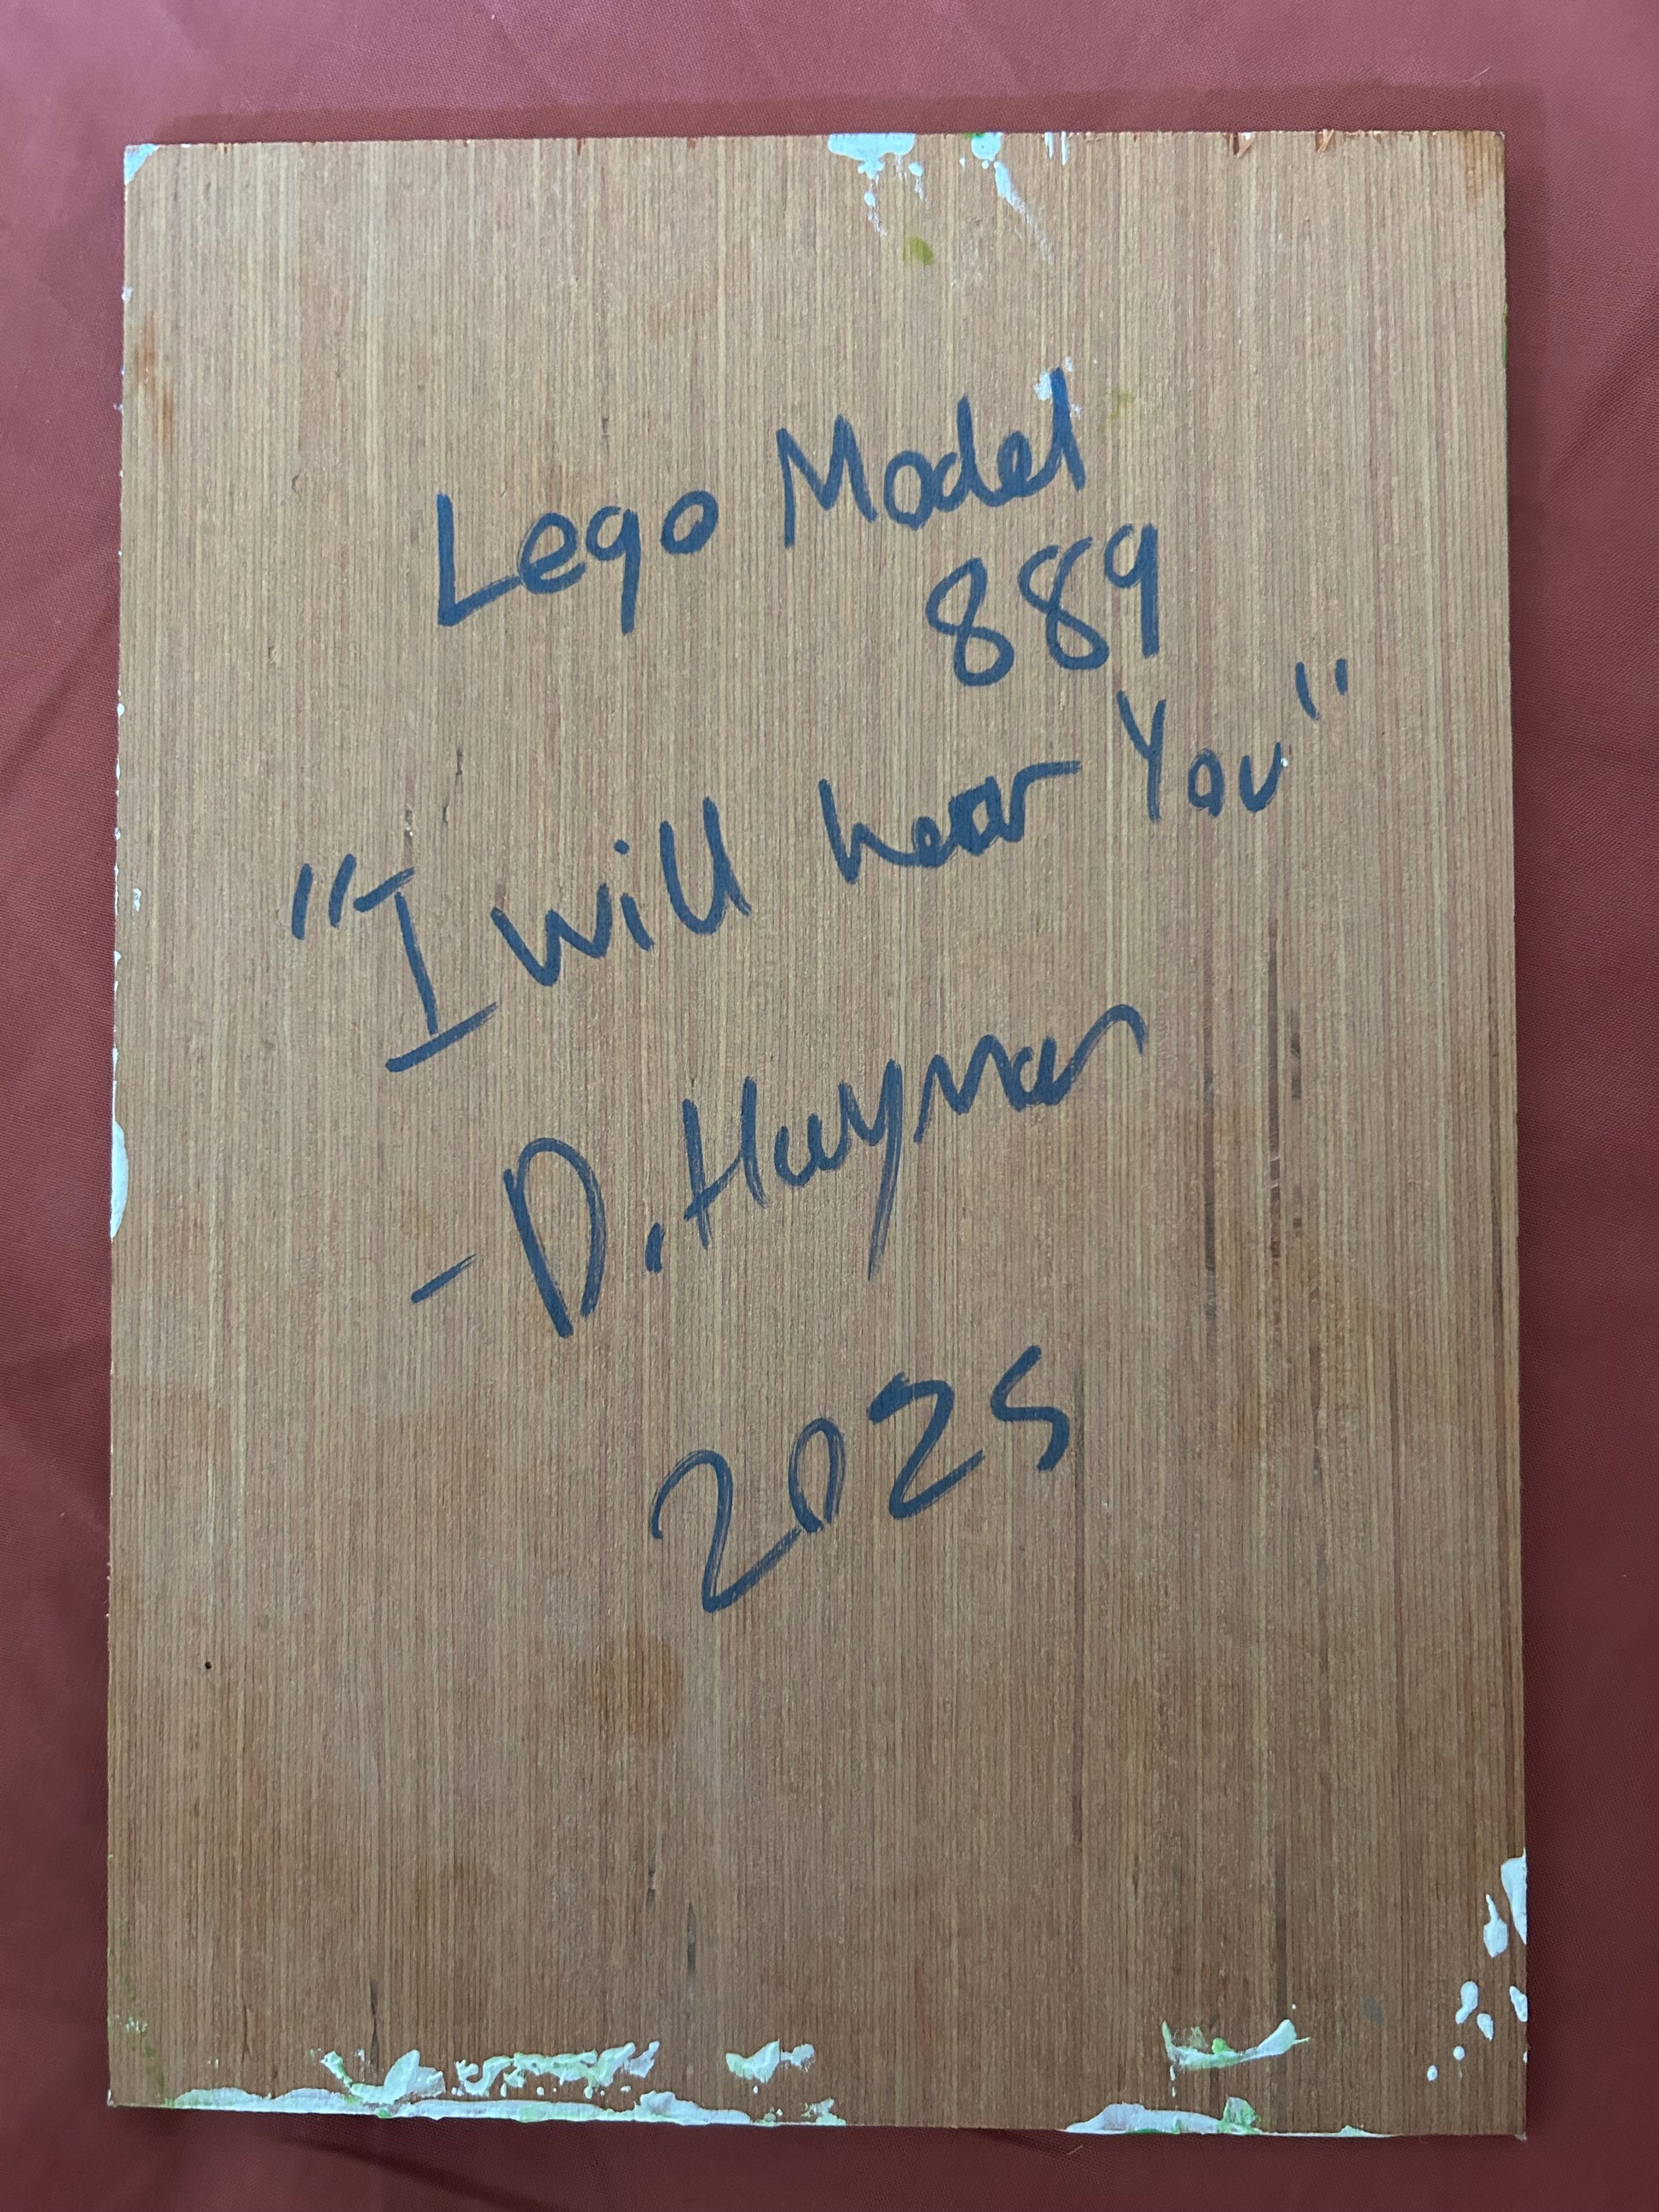 Lego Model
889
"I will hear You"
- D. Hayman
2025